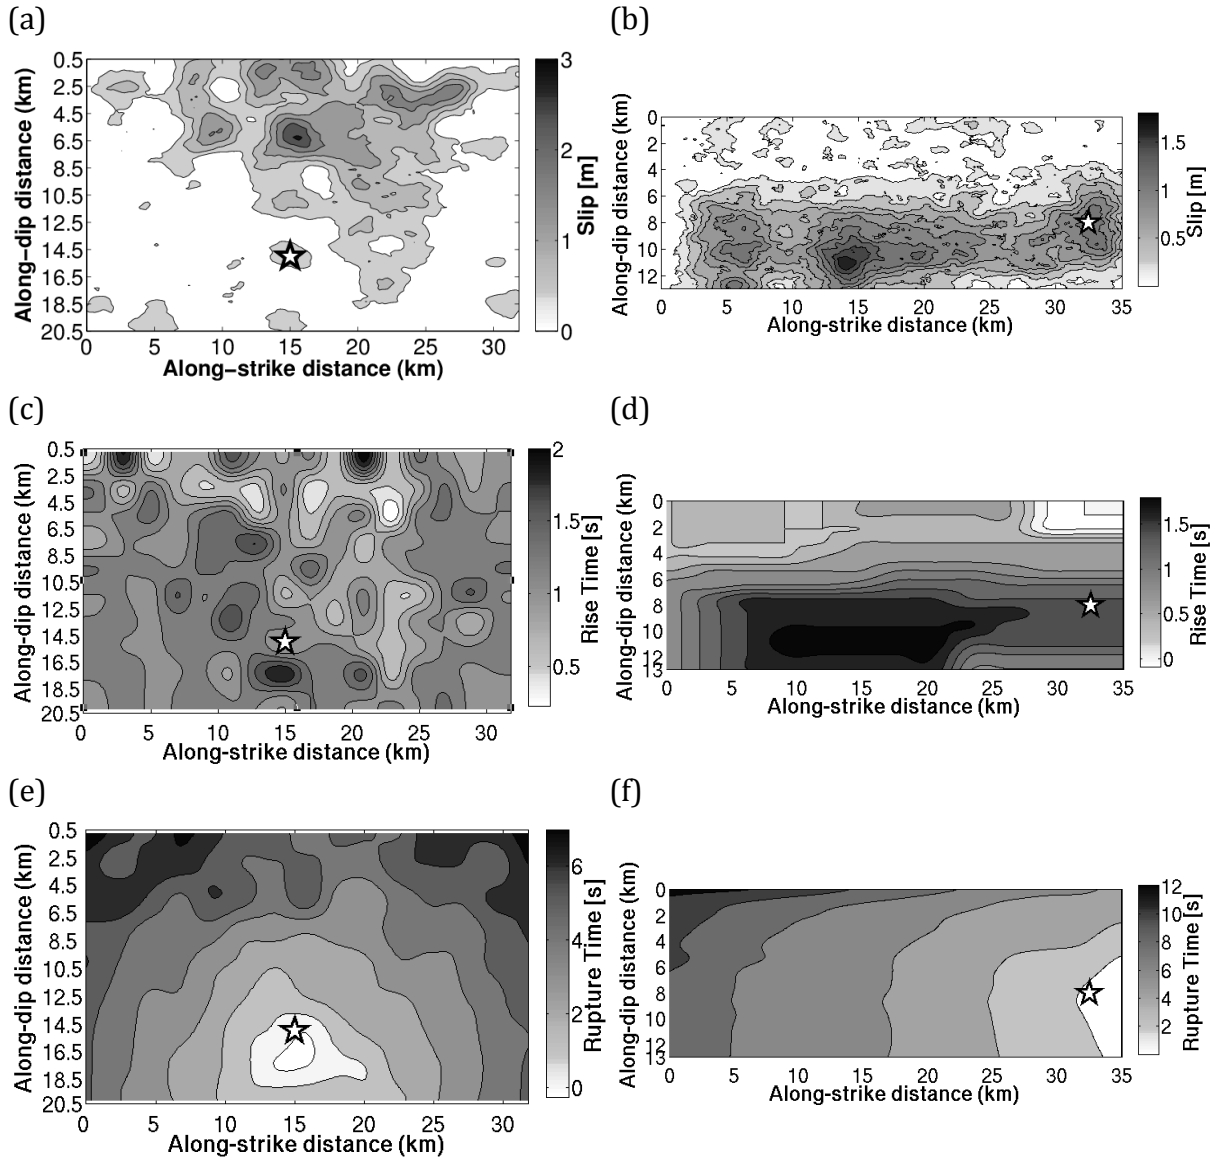 (a)
(b)
0.5
2.5
4.5
6.5
8.5
10.5
12.5
14.5
16.5
18.5
20.5
0 5 10 15 20 25 30
Along-dip distance (km)
Along−strike distance (km)
3
2
1
0
Slip [m]
0
2
4
6
8
10
12
0 5 10 15 20 25 30 35
Along-dip distance (km)
Along-strike distance (km)
1.5
1
0.5
Slip [m]
(c)
(d)
0.5
2.5
4.5
6.5
8.5
10.5
12.5
14.5
16.5
18.5
20.5
0 5 10 15 20 25 30
Along-dip distance (km)
Along-strike distance (km)
2
1.5
1
0.5
Rise Time [s]
0
2
4
6
8
10
12
13
0 5 10 15 20 25 30 35
Along-dip distance (km)
Along-strike distance (km)
1.5
1
0.5
0
Rise Time [s]
(e)
(f)
0.5
2.5
4.5
6.5
8.5
10.5
12.5
14.5
16.5
18.5
20.5
0 5 10 15 20 25 30
Along-dip distance (km)
Along-strike distance (km)
6
4
2
0
Rupture Time [s]
0
2
4
6
8
10
12
13
0 5 10 15 20 25 30 35
Along-dip distance (km)
Along-strike distance (km)
12
10
8
6
4
2
Rupture Time [s]